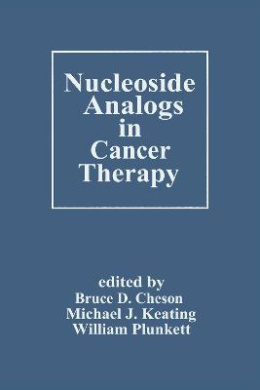 Nucleoside
Analogs
in
Cancer
Therapy
edited by
Bruce D. Cheson
Michael J. Keating
William Plunkett